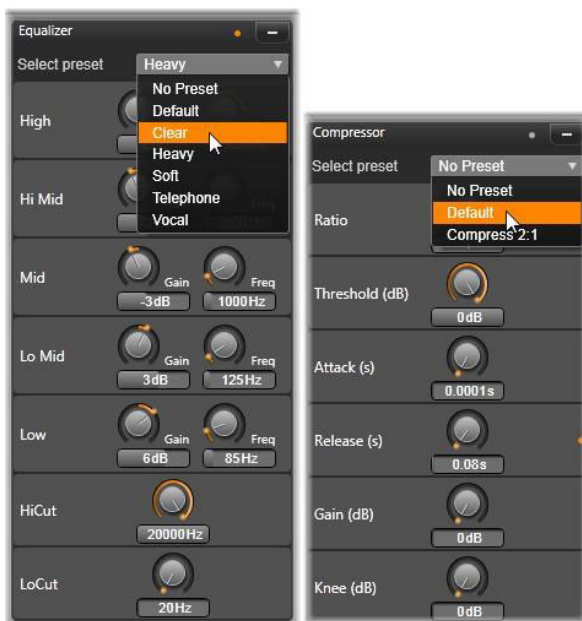 Equalizer
Select preset Heavy
No Preset
Default
Clear
Heavy
Soft
Telephone
Vocal
High
Hi Mid
Mid Gain Freq
-3dB 1000Hz
Lo Mid Gain Freq
3dB 125Hz
Low Gain Freq
6dB 85Hz
HiCut
20000Hz
LoCut
20Hz
Compressor
Select preset No Preset
No Preset
Default
Compress 2:1
Ratio
Threshold (dB)
0dB
Attack (s)
0.0001s
Release (s)
0.08s
Gain (dB)
0dB
Knee (dB)
0dB